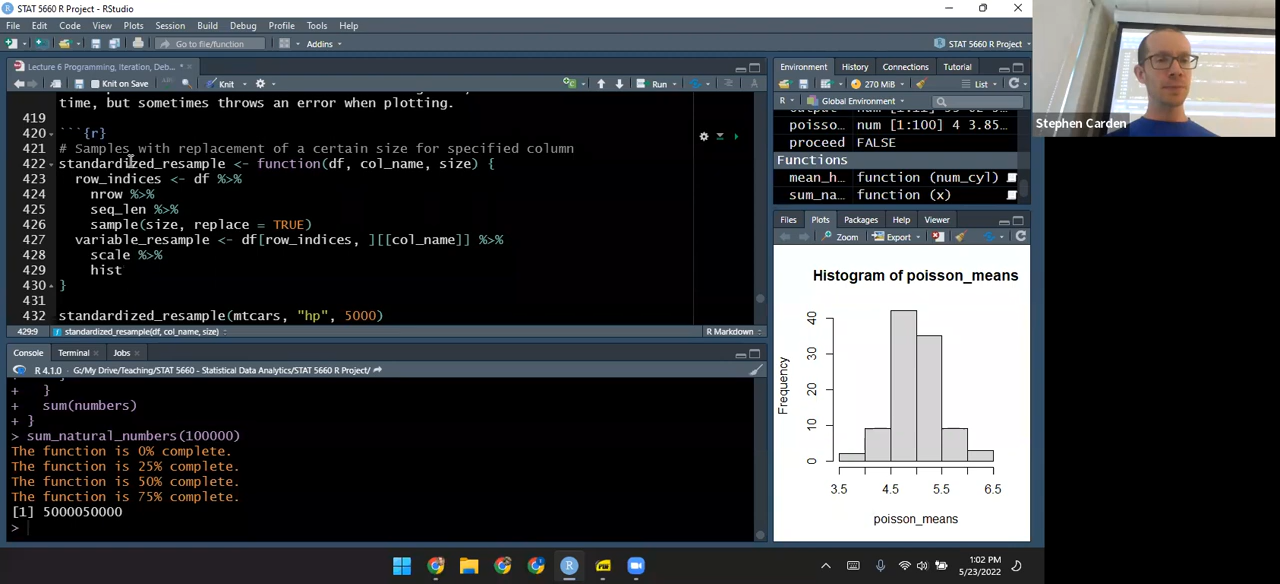 STAT 5660 R Project - RStudio
File Edit Code View Plots Session Build Debug Profile Tools Help
Go to file/function Addins
STAT 5660 R Project
Lecture 6 Programming, Iteration, Deb...
Knit on Save Knit Run
time, but sometimes throws an error when plotting.
419
420 ```{r}
421 # Samples with replacement of a certain size for specified column
422 standardized_resample <- function(df, col_name, size) {
423 row_indices <- df %>%
424 nrow %>%
425 seq_len %>%
426 sample(size, replace = TRUE)
427 variable_resample <- df[row_indices, ][[col_name]] %>%
428 scale %>%
429 hist
430 }
431
432 standardized_resample(mtcars, "hp", 5000)
429:9 standardized_resample(df, col_name, size) R Markdown
Console Terminal Jobs
R 4.1.0 · G:/My Drive/Teaching/STAT 5660 - Statistical Data Analytics/STAT 5660 R Project/
+ }
+ sum(numbers)
+ }
> sum_natural_numbers(100000)
The function is 0% complete.
The function is 25% complete.
The function is 50% complete.
The function is 75% complete.
[1] 5000050000
>
Environment History Connections Tutorial
270 MiB List
R Global Environment
poisso… num [1:100] 4 3.85…
proceed FALSE
Functions
mean_h… function (num_cyl)
sum_na… function (x)
Files Plots Packages Help Viewer
Zoom Export
Histogram of poisson_means
Frequency
40
30
20
10
0
3.5 4.5 5.5 6.5
poisson_means
Stephen Carden
1:02 PM
5/23/2022